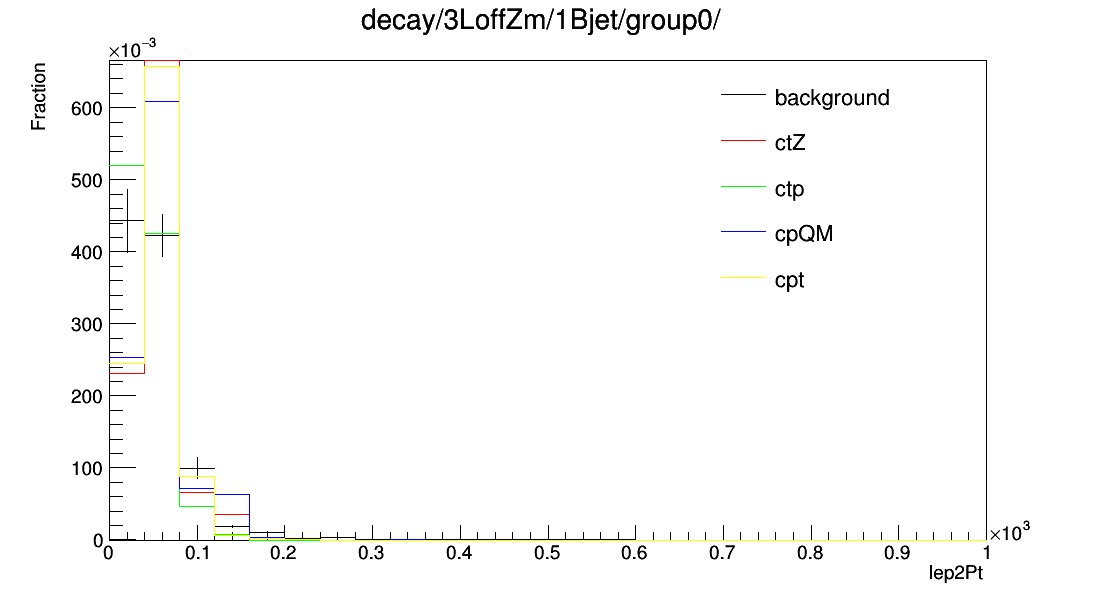 decay/3LoffZm/1Bjet/group0/
×10⁻³
Fraction
600
500
400
300
200
100
0
background
ctZ
ctp
cpQM
cpt
0 0.1 0.2 0.3 0.4 0.5 0.6 0.7 0.8 0.9 1
×10³
lep2Pt